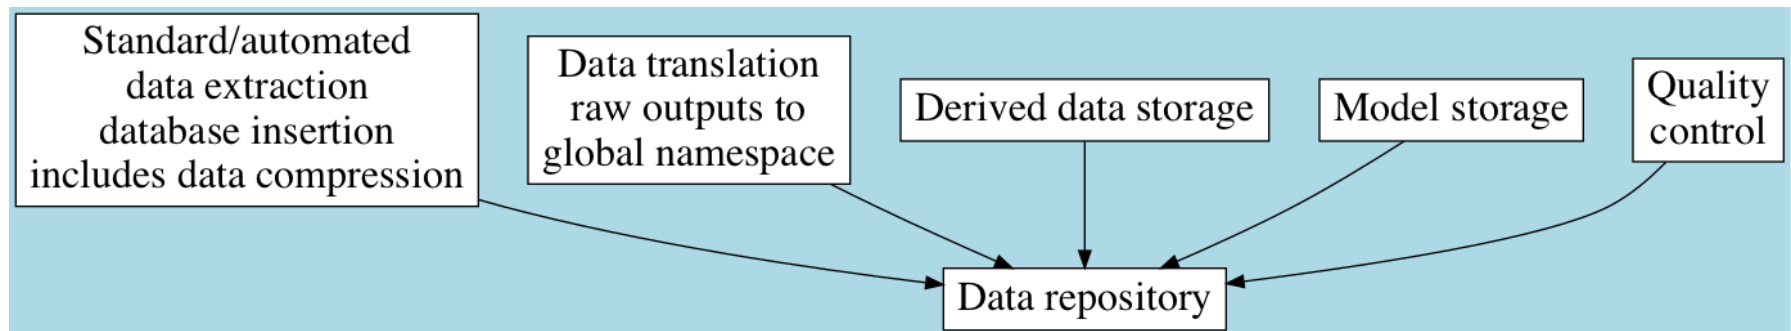 Standard/automated
data extraction
database insertion
includes data compression
Data translation
raw outputs to
global namespace
Derived data storage
Model storage
Quality
control
Data repository